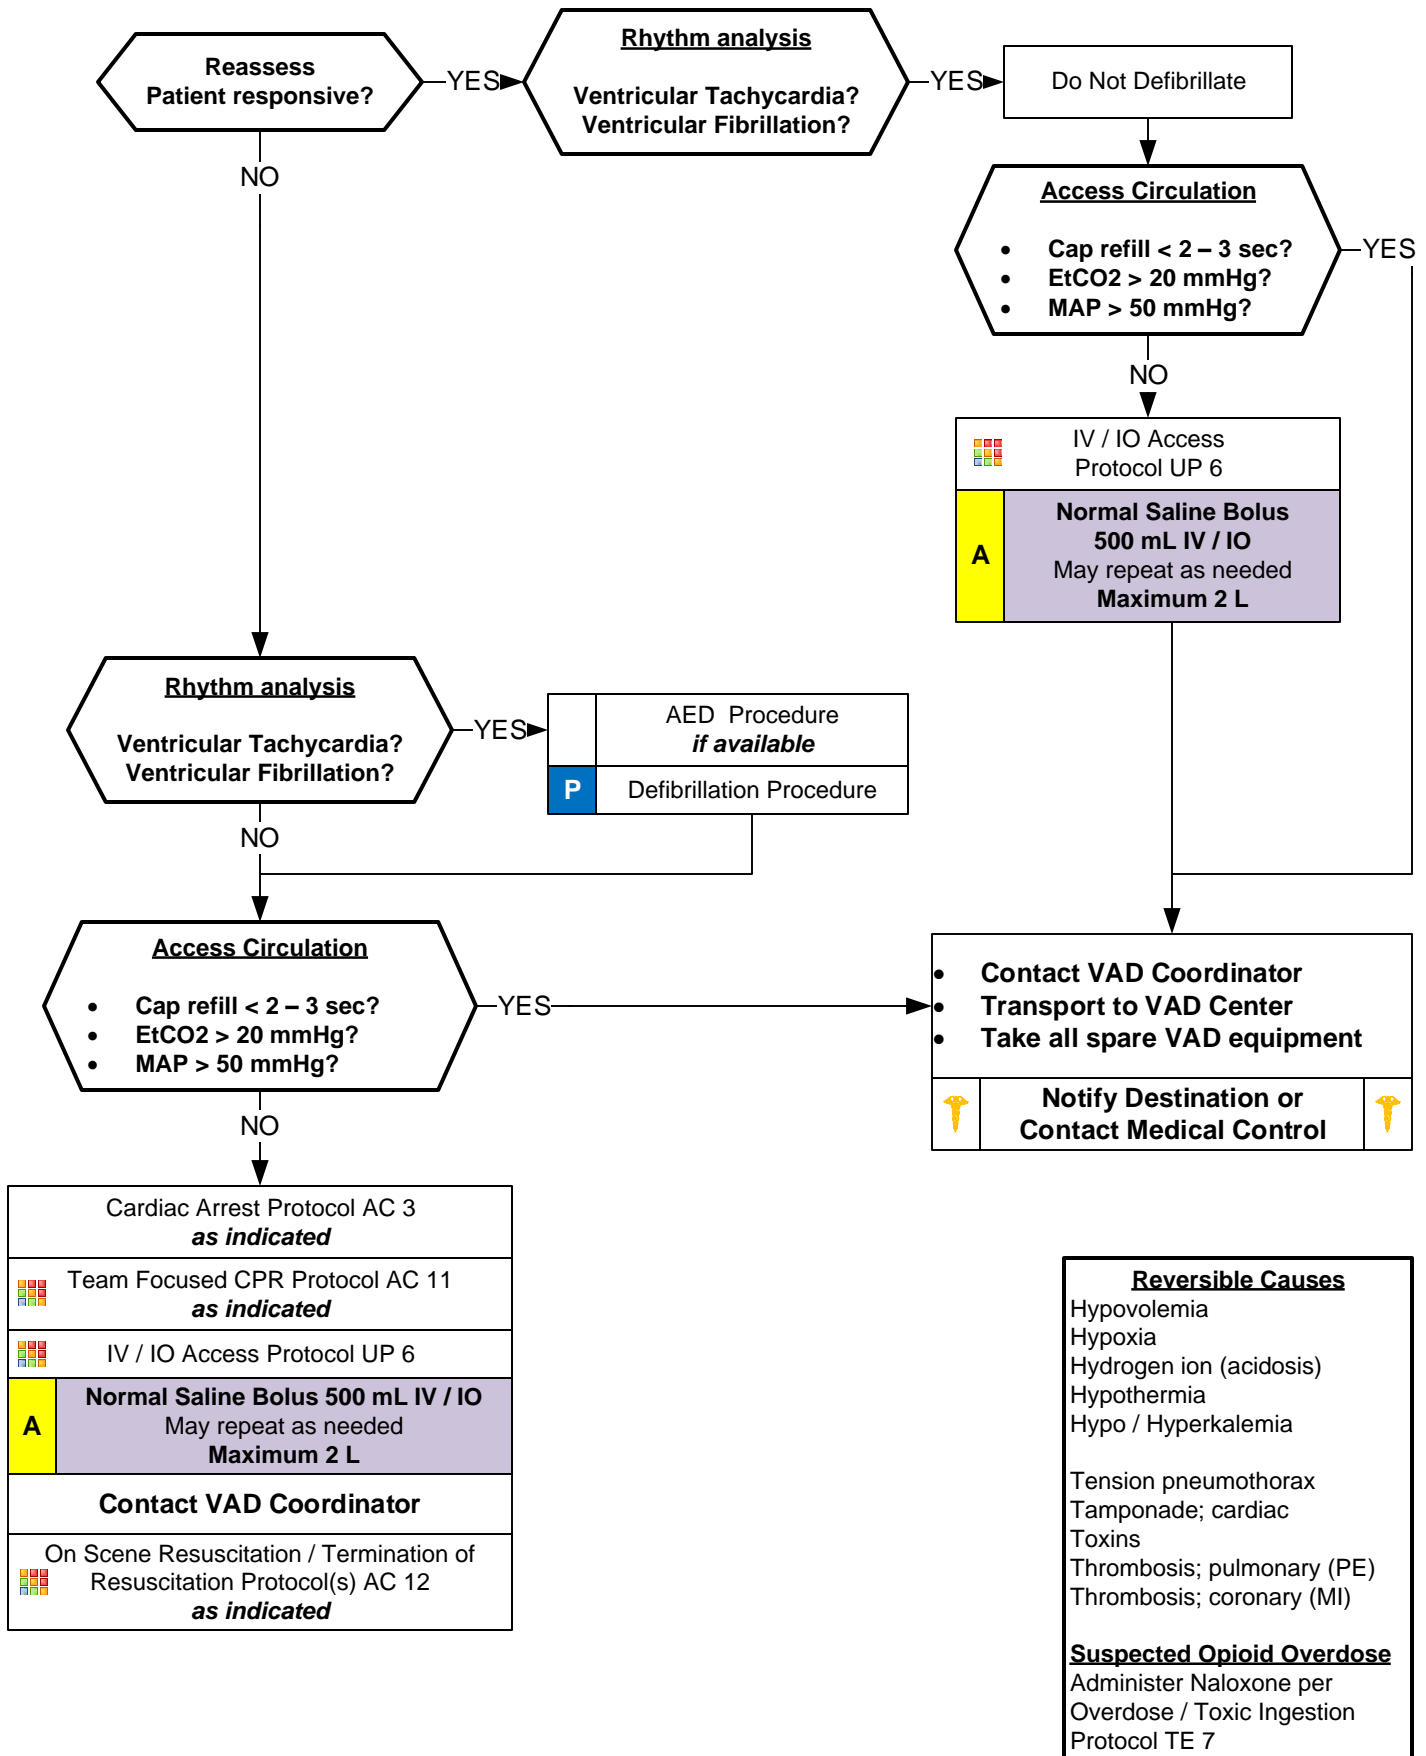 Reassess
Patient responsive?
YES
Rhythm analysis
Ventricular Tachycardia?
Ventricular Fibrillation?
YES
Do Not Defibrillate
NO
Access Circulation
• Cap refill < 2 – 3 sec?
• EtCO2 > 20 mmHg?
• MAP > 50 mmHg?
YES
NO
IV / IO Access
Protocol UP 6
A
Normal Saline Bolus
500 mL IV / IO
May repeat as needed
Maximum 2 L
Rhythm analysis
Ventricular Tachycardia?
Ventricular Fibrillation?
YES
AED Procedure
if available
P
Defibrillation Procedure
NO
Access Circulation
• Cap refill < 2 – 3 sec?
• EtCO2 > 20 mmHg?
• MAP > 50 mmHg?
YES
• Contact VAD Coordinator
• Transport to VAD Center
• Take all spare VAD equipment
Notify Destination or
Contact Medical Control
NO
Cardiac Arrest Protocol AC 3
as indicated
Team Focused CPR Protocol AC 11
as indicated
IV / IO Access Protocol UP 6
A
Normal Saline Bolus 500 mL IV / IO
May repeat as needed
Maximum 2 L
Contact VAD Coordinator
On Scene Resuscitation / Termination of
Resuscitation Protocol(s) AC 12
as indicated
Reversible Causes
Hypovolemia
Hypoxia
Hydrogen ion (acidosis)
Hypothermia
Hypo / Hyperkalemia
Tension pneumothorax
Tamponade; cardiac
Toxins
Thrombosis; pulmonary (PE)
Thrombosis; coronary (MI)
Suspected Opioid Overdose
Administer Naloxone per
Overdose / Toxic Ingestion
Protocol TE 7